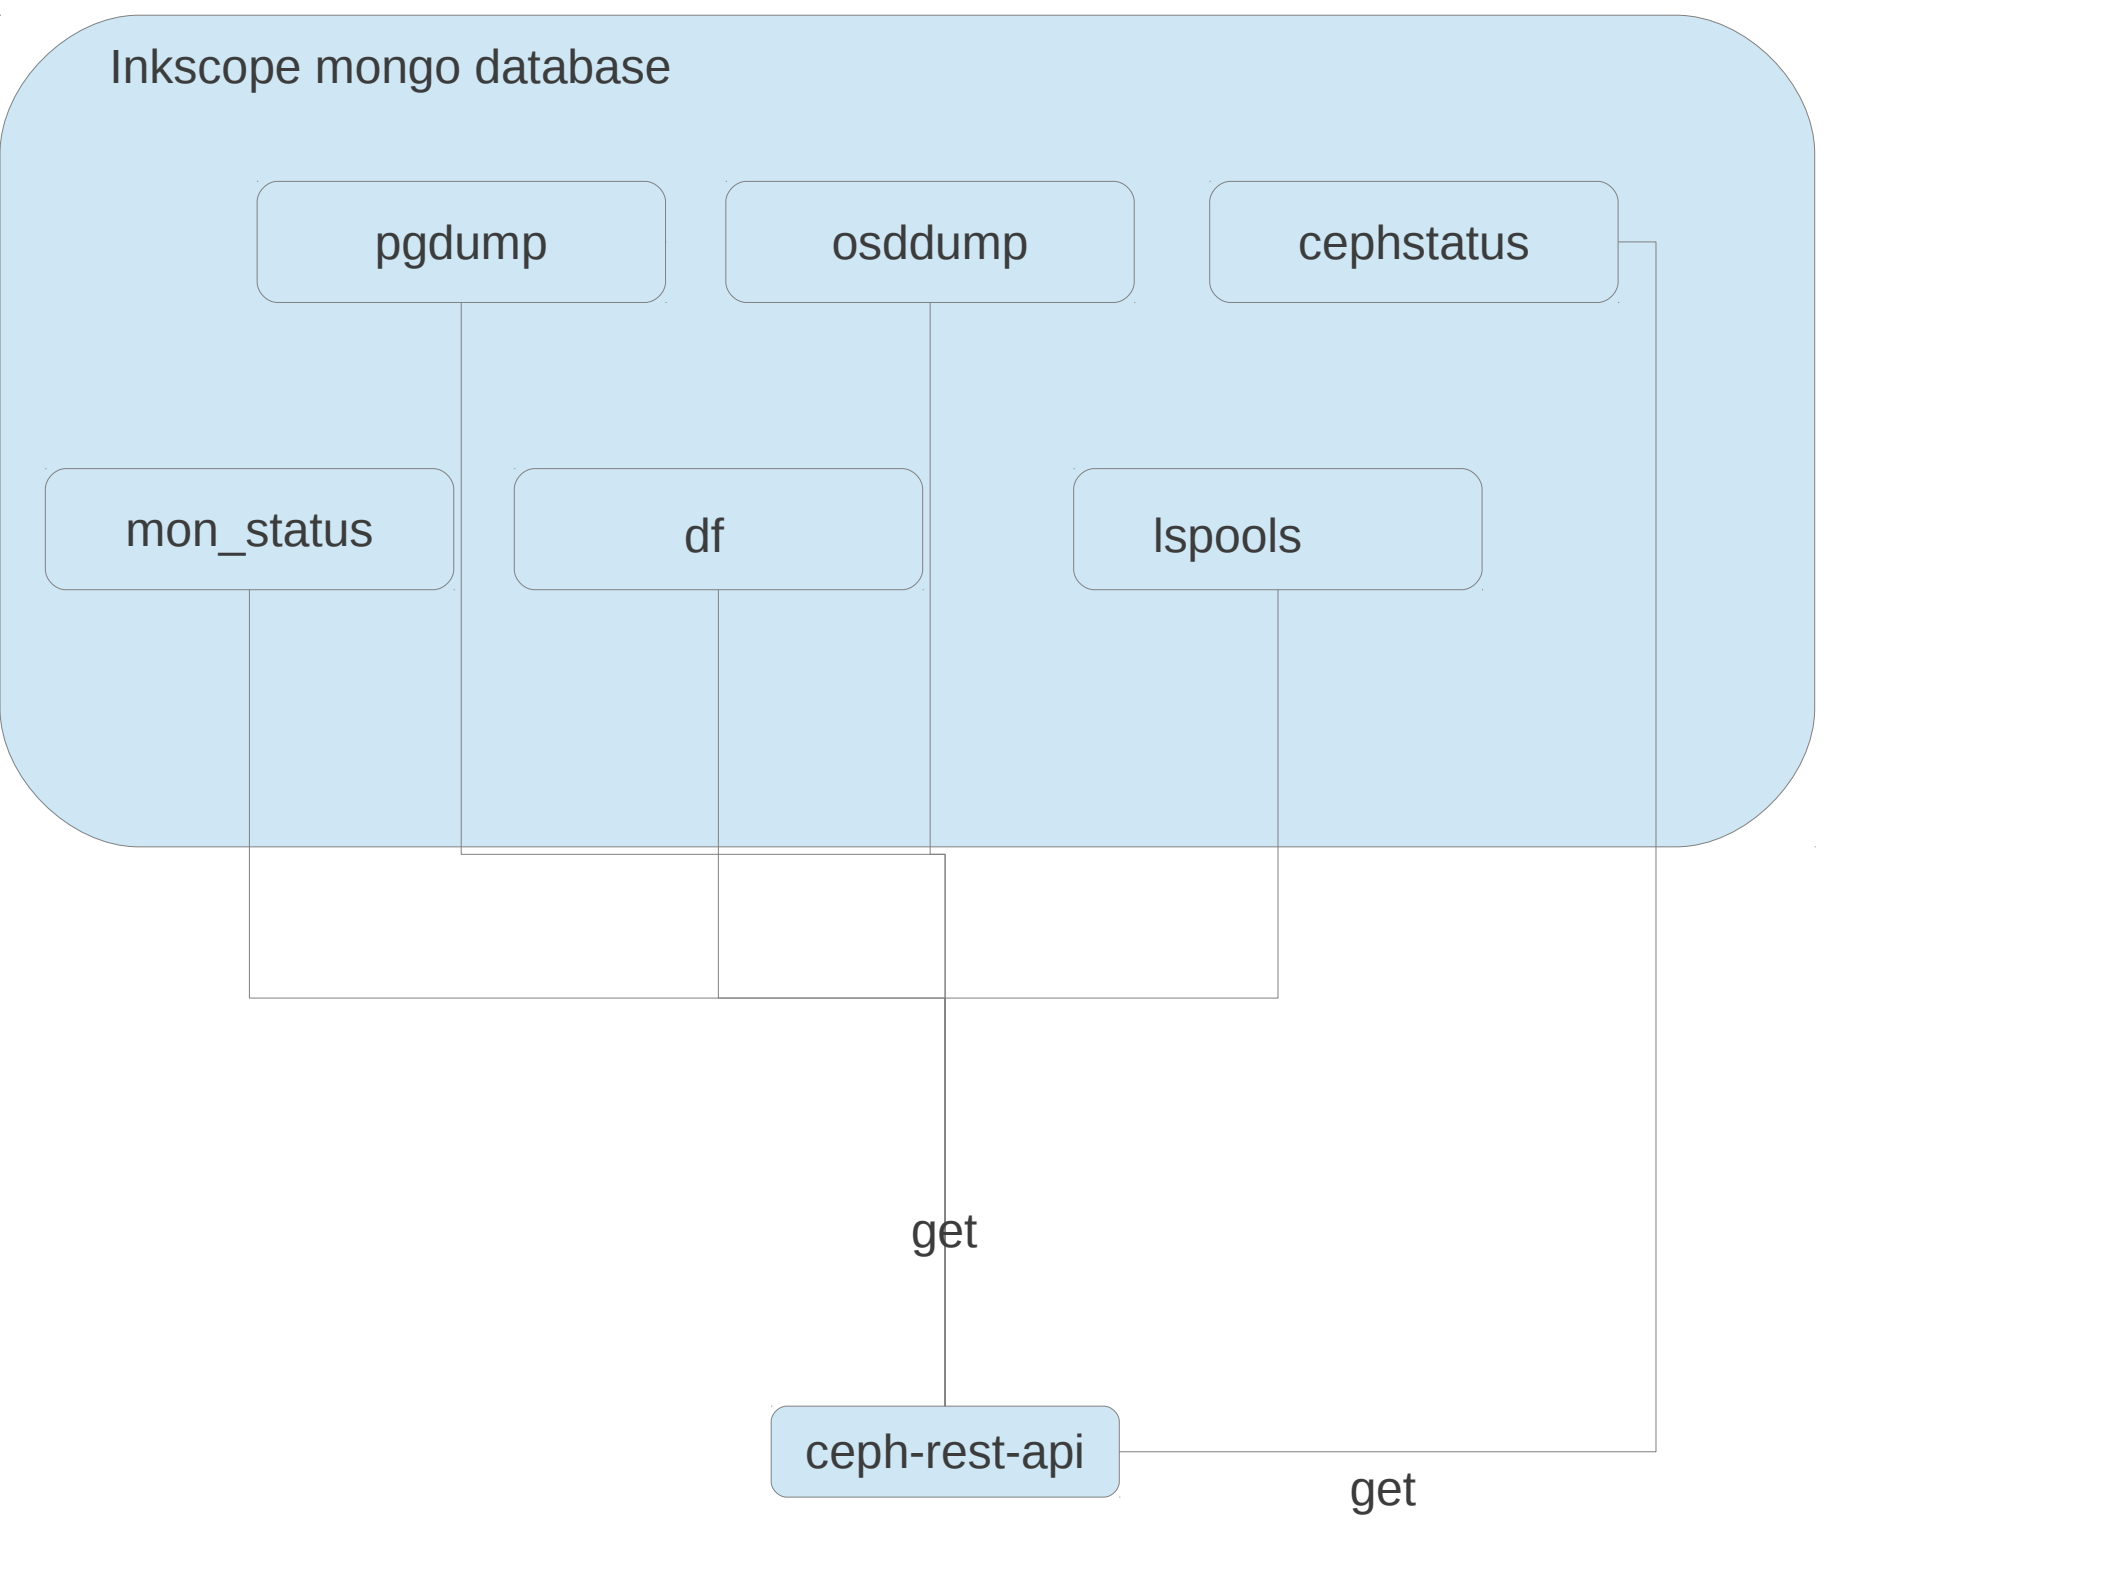 Inkscope mongo database
pgdump
osddump
cephstatus
mon_status
df
lspools
get
ceph-rest-api
get